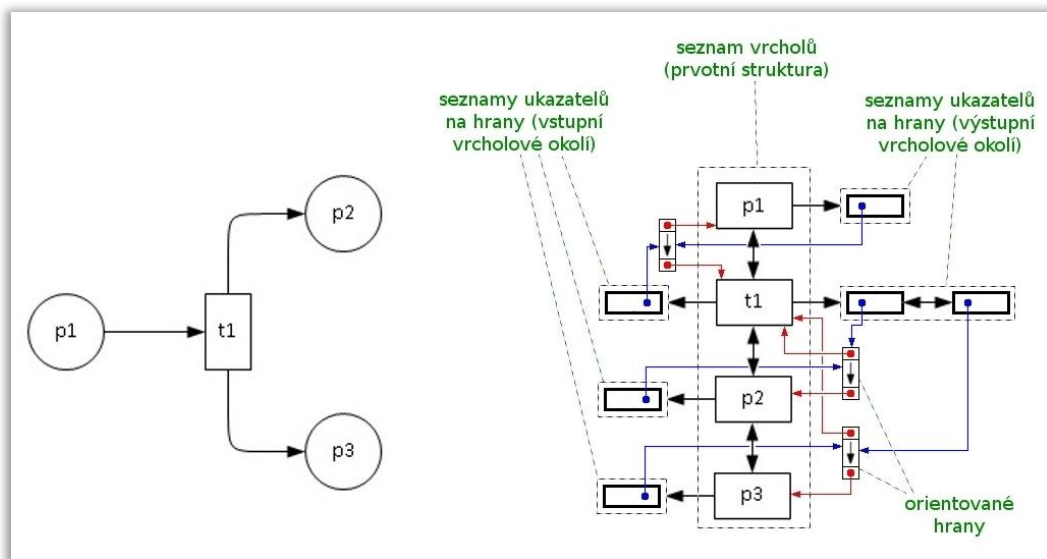 p1
t1
p2
p3
seznam vrcholů
(prvotní struktura)
seznamy ukazatelů
na hrany (vstupní
vrcholové okolí)
seznamy ukazatelů
na hrany (výstupní
vrcholové okolí)
p1
t1
p2
p3
orientované
hrany